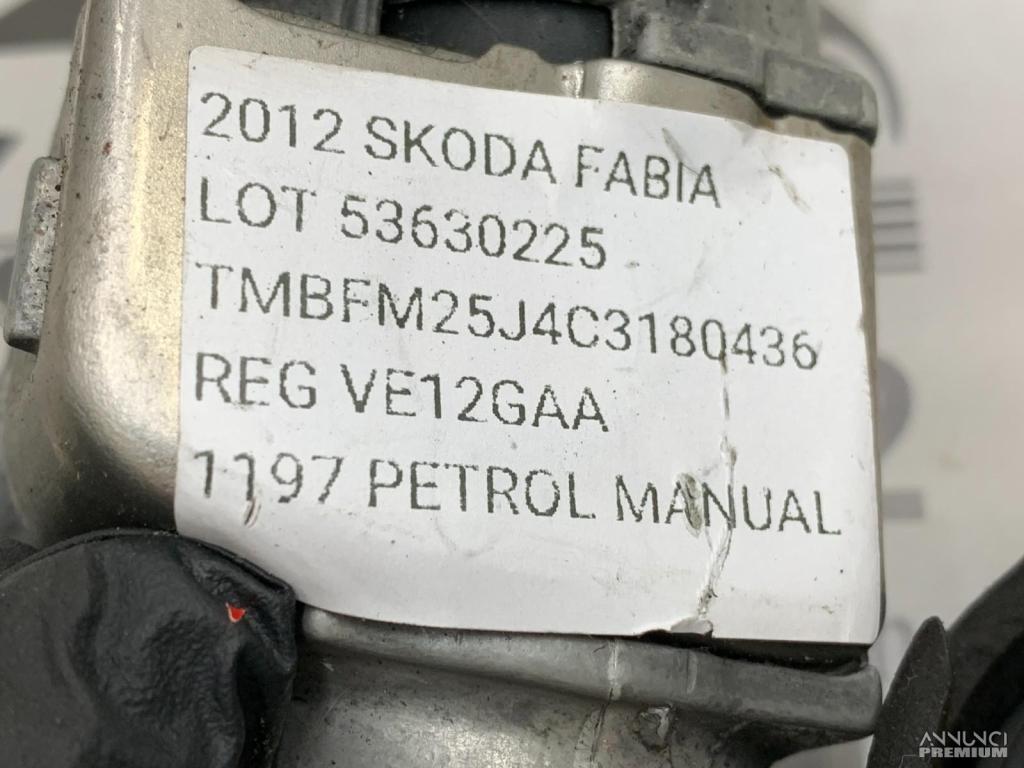 2012 SKODA FABIA
LOT 53630225
TMBFM25J4C3180436
REG VE12GAA
1197 PETROL MANUAL
ANNUNCI
PREMIUM